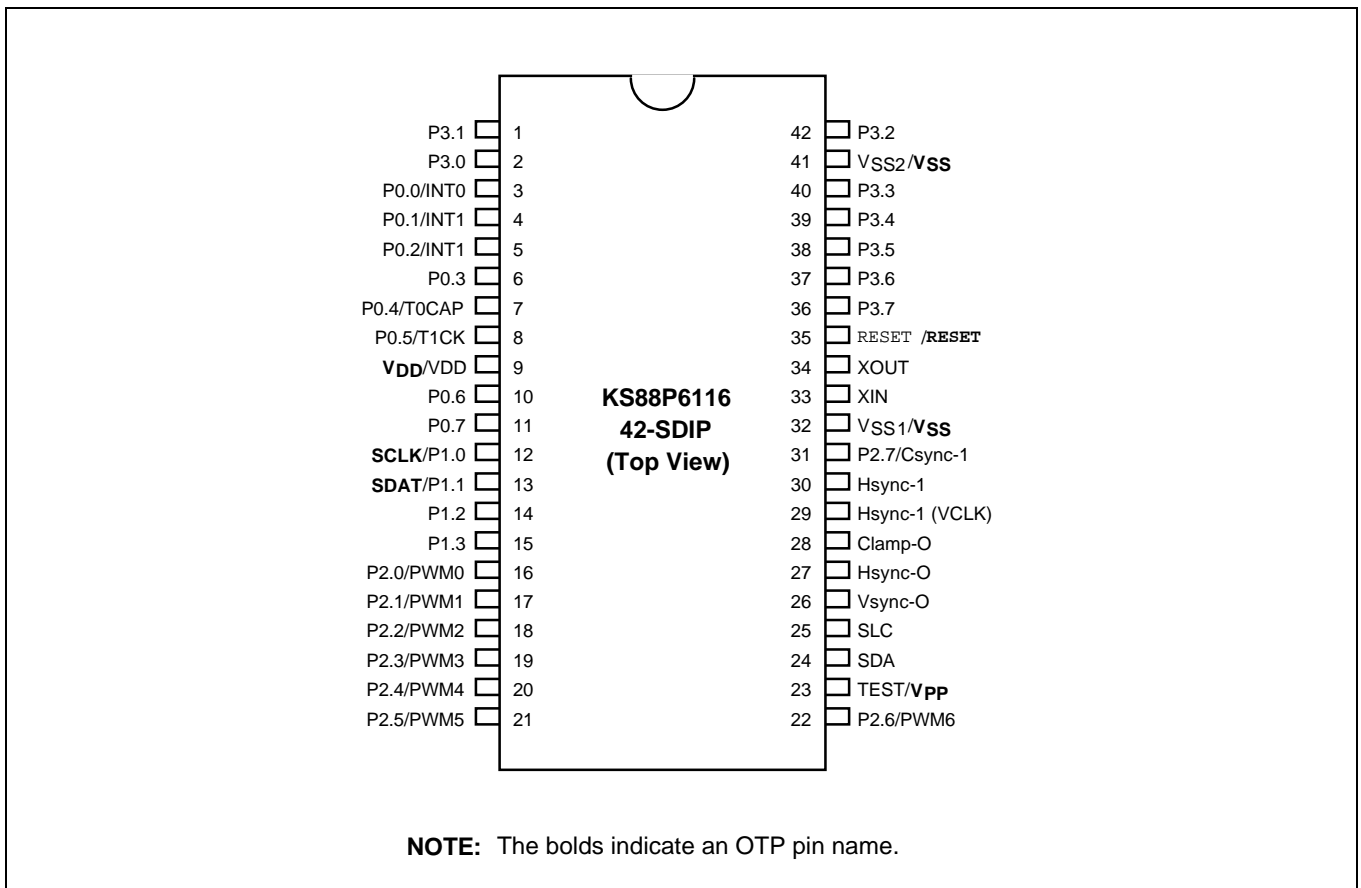 P3.1 1 42 P3.2
P3.0 2 41 VSS2/VSS
P0.0/INT0 3 40 P3.3
P0.1/INT1 4 39 P3.4
P0.2/INT1 5 38 P3.5
P0.3 6 37 P3.6
P0.4/T0CAP 7 36 P3.7
P0.5/T1CK 8 35 RESET /RESET
VDD/VDD 9 34 XOUT
P0.6 10 KS88P6116 33 XIN
P0.7 11 42-SDIP 32 VSS1/VSS
SCLK/P1.0 12 (Top View) 31 P2.7/Csync-1
SDAT/P1.1 13 30 Hsync-1
P1.2 14 29 Hsync-1 (VCLK)
P1.3 15 28 Clamp-O
P2.0/PWM0 16 27 Hsync-O
P2.1/PWM1 17 26 Vsync-O
P2.2/PWM2 18 25 SLC
P2.3/PWM3 19 24 SDA
P2.4/PWM4 20 23 TEST/VPP
P2.5/PWM5 21 22 P2.6/PWM6
NOTE: The bolds indicate an OTP pin name.